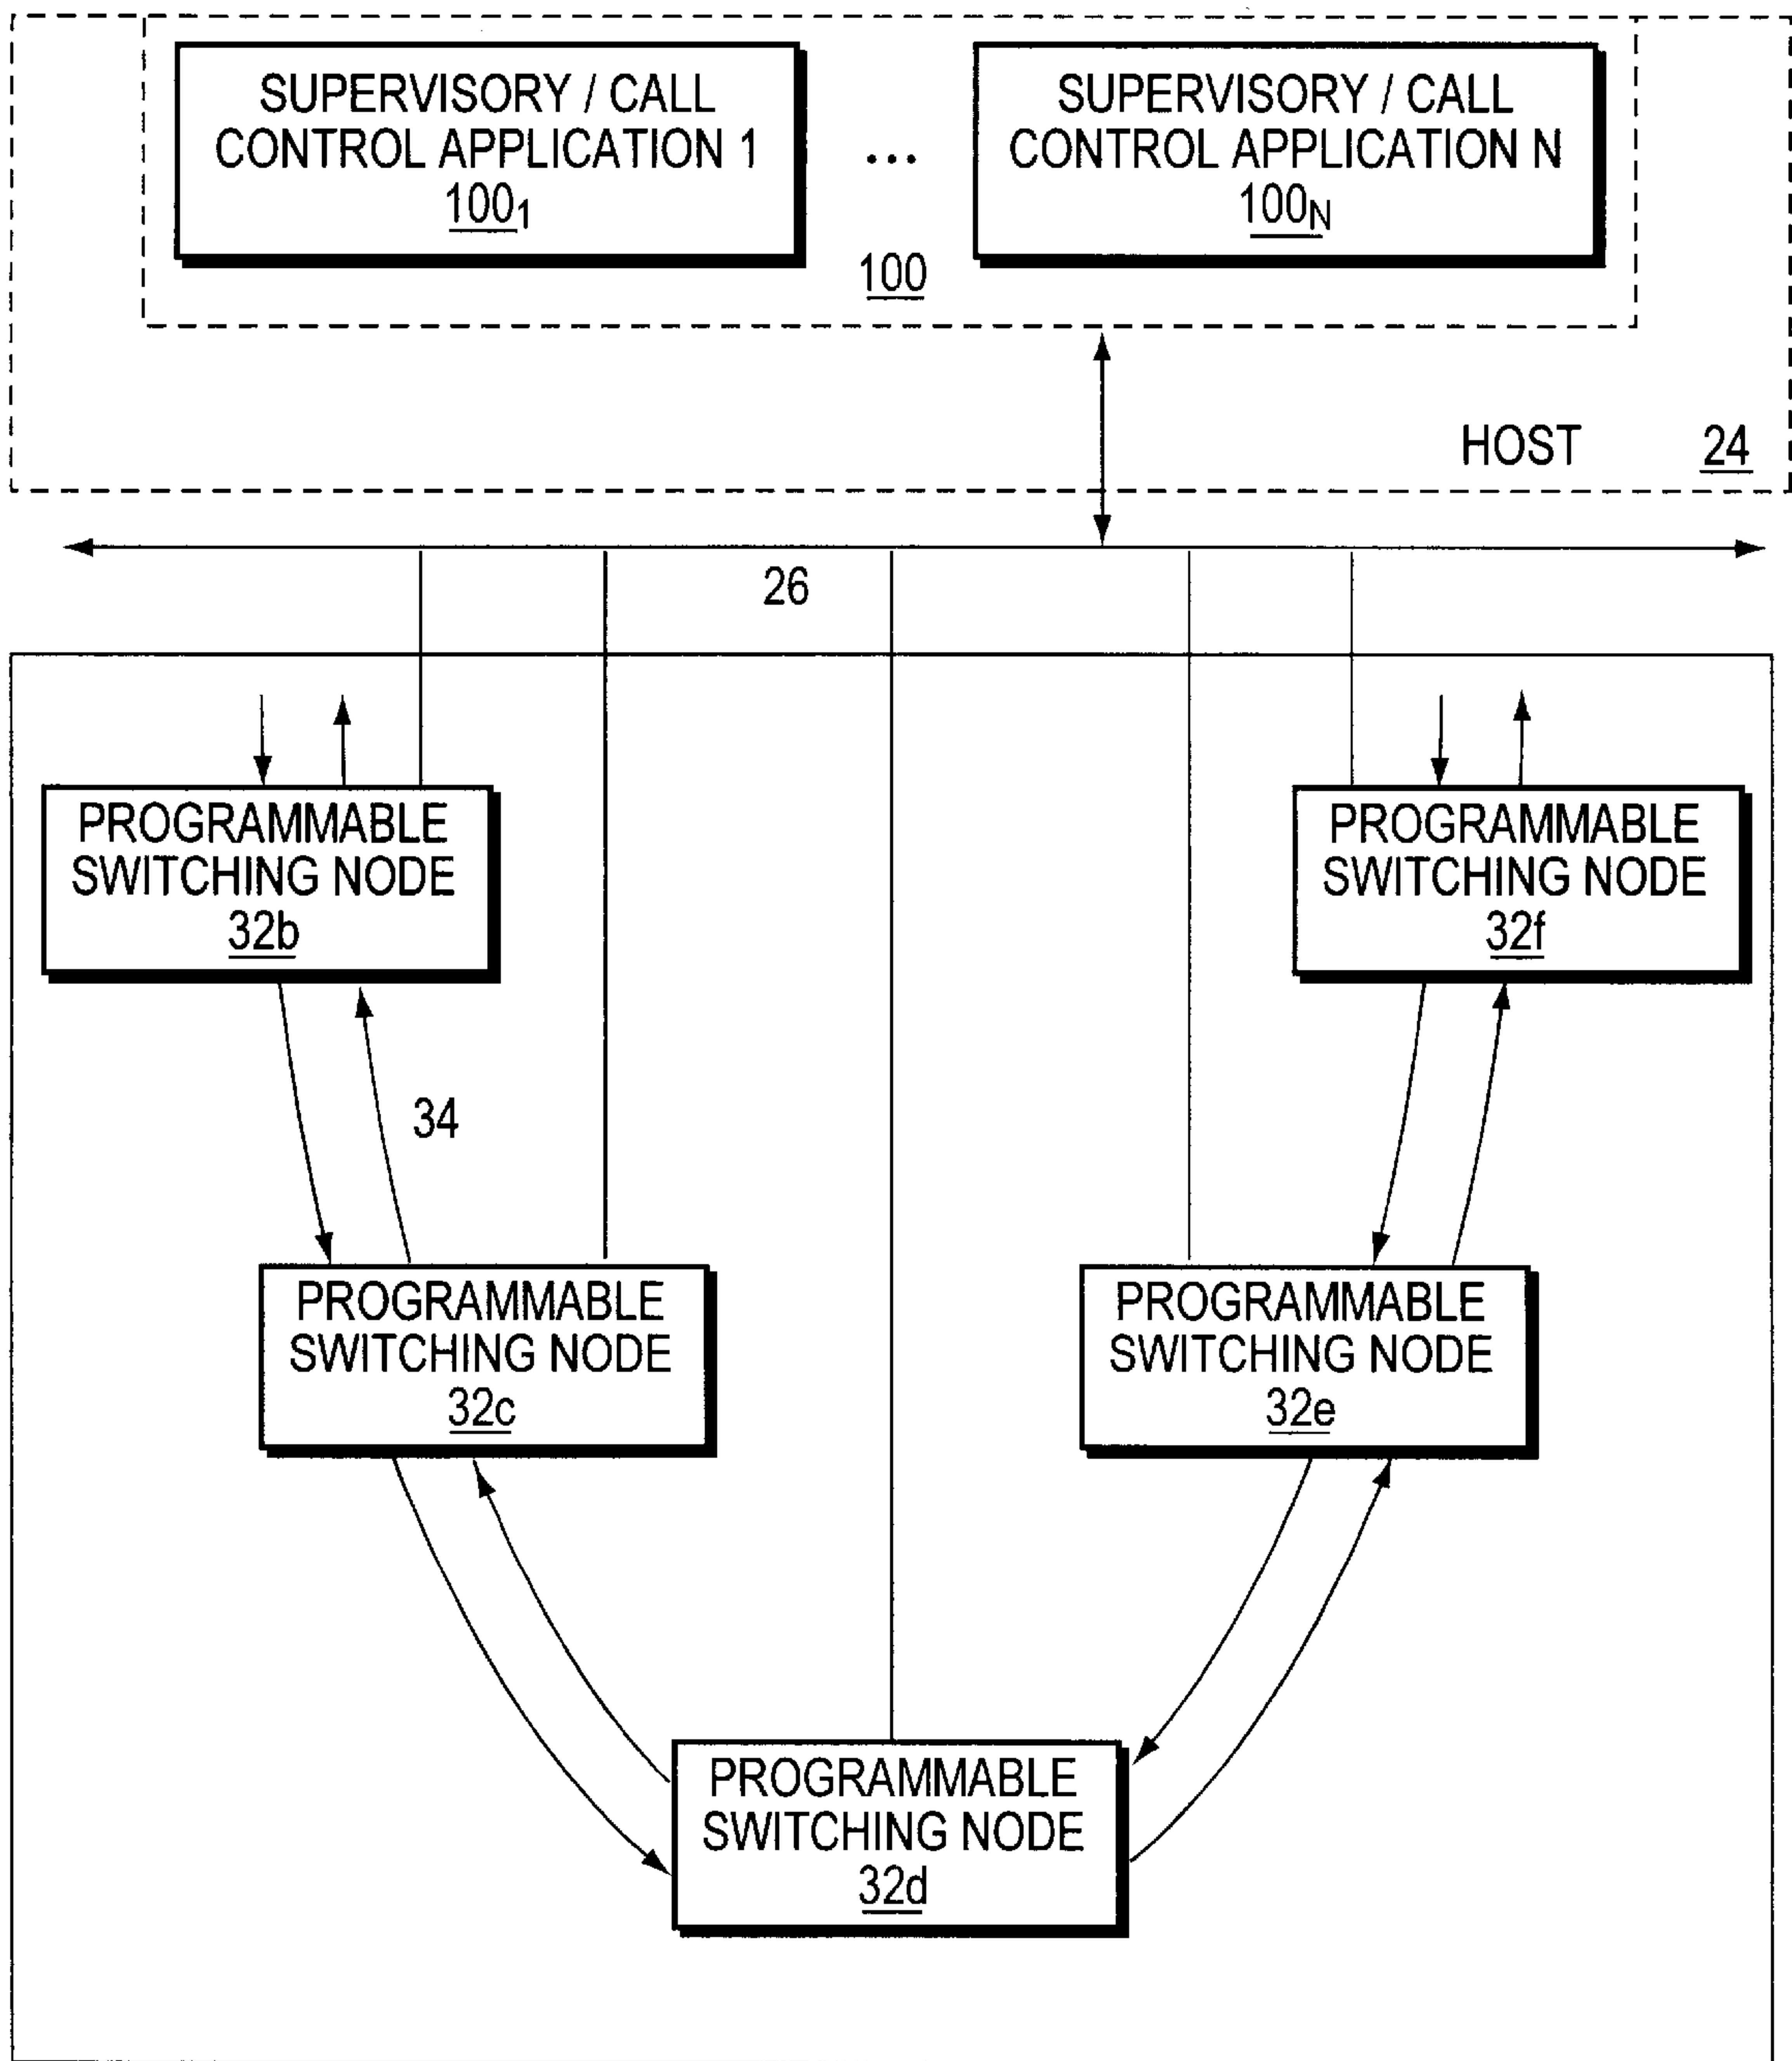 SUPERVISORY / CALL
CONTROL APPLICATION 1
100₁
...
SUPERVISORY / CALL
CONTROL APPLICATION N
100N
100
HOST 24
26
PROGRAMMABLE
SWITCHING NODE
32b
PROGRAMMABLE
SWITCHING NODE
32f
34
PROGRAMMABLE
SWITCHING NODE
32c
PROGRAMMABLE
SWITCHING NODE
32e
PROGRAMMABLE
SWITCHING NODE
32d